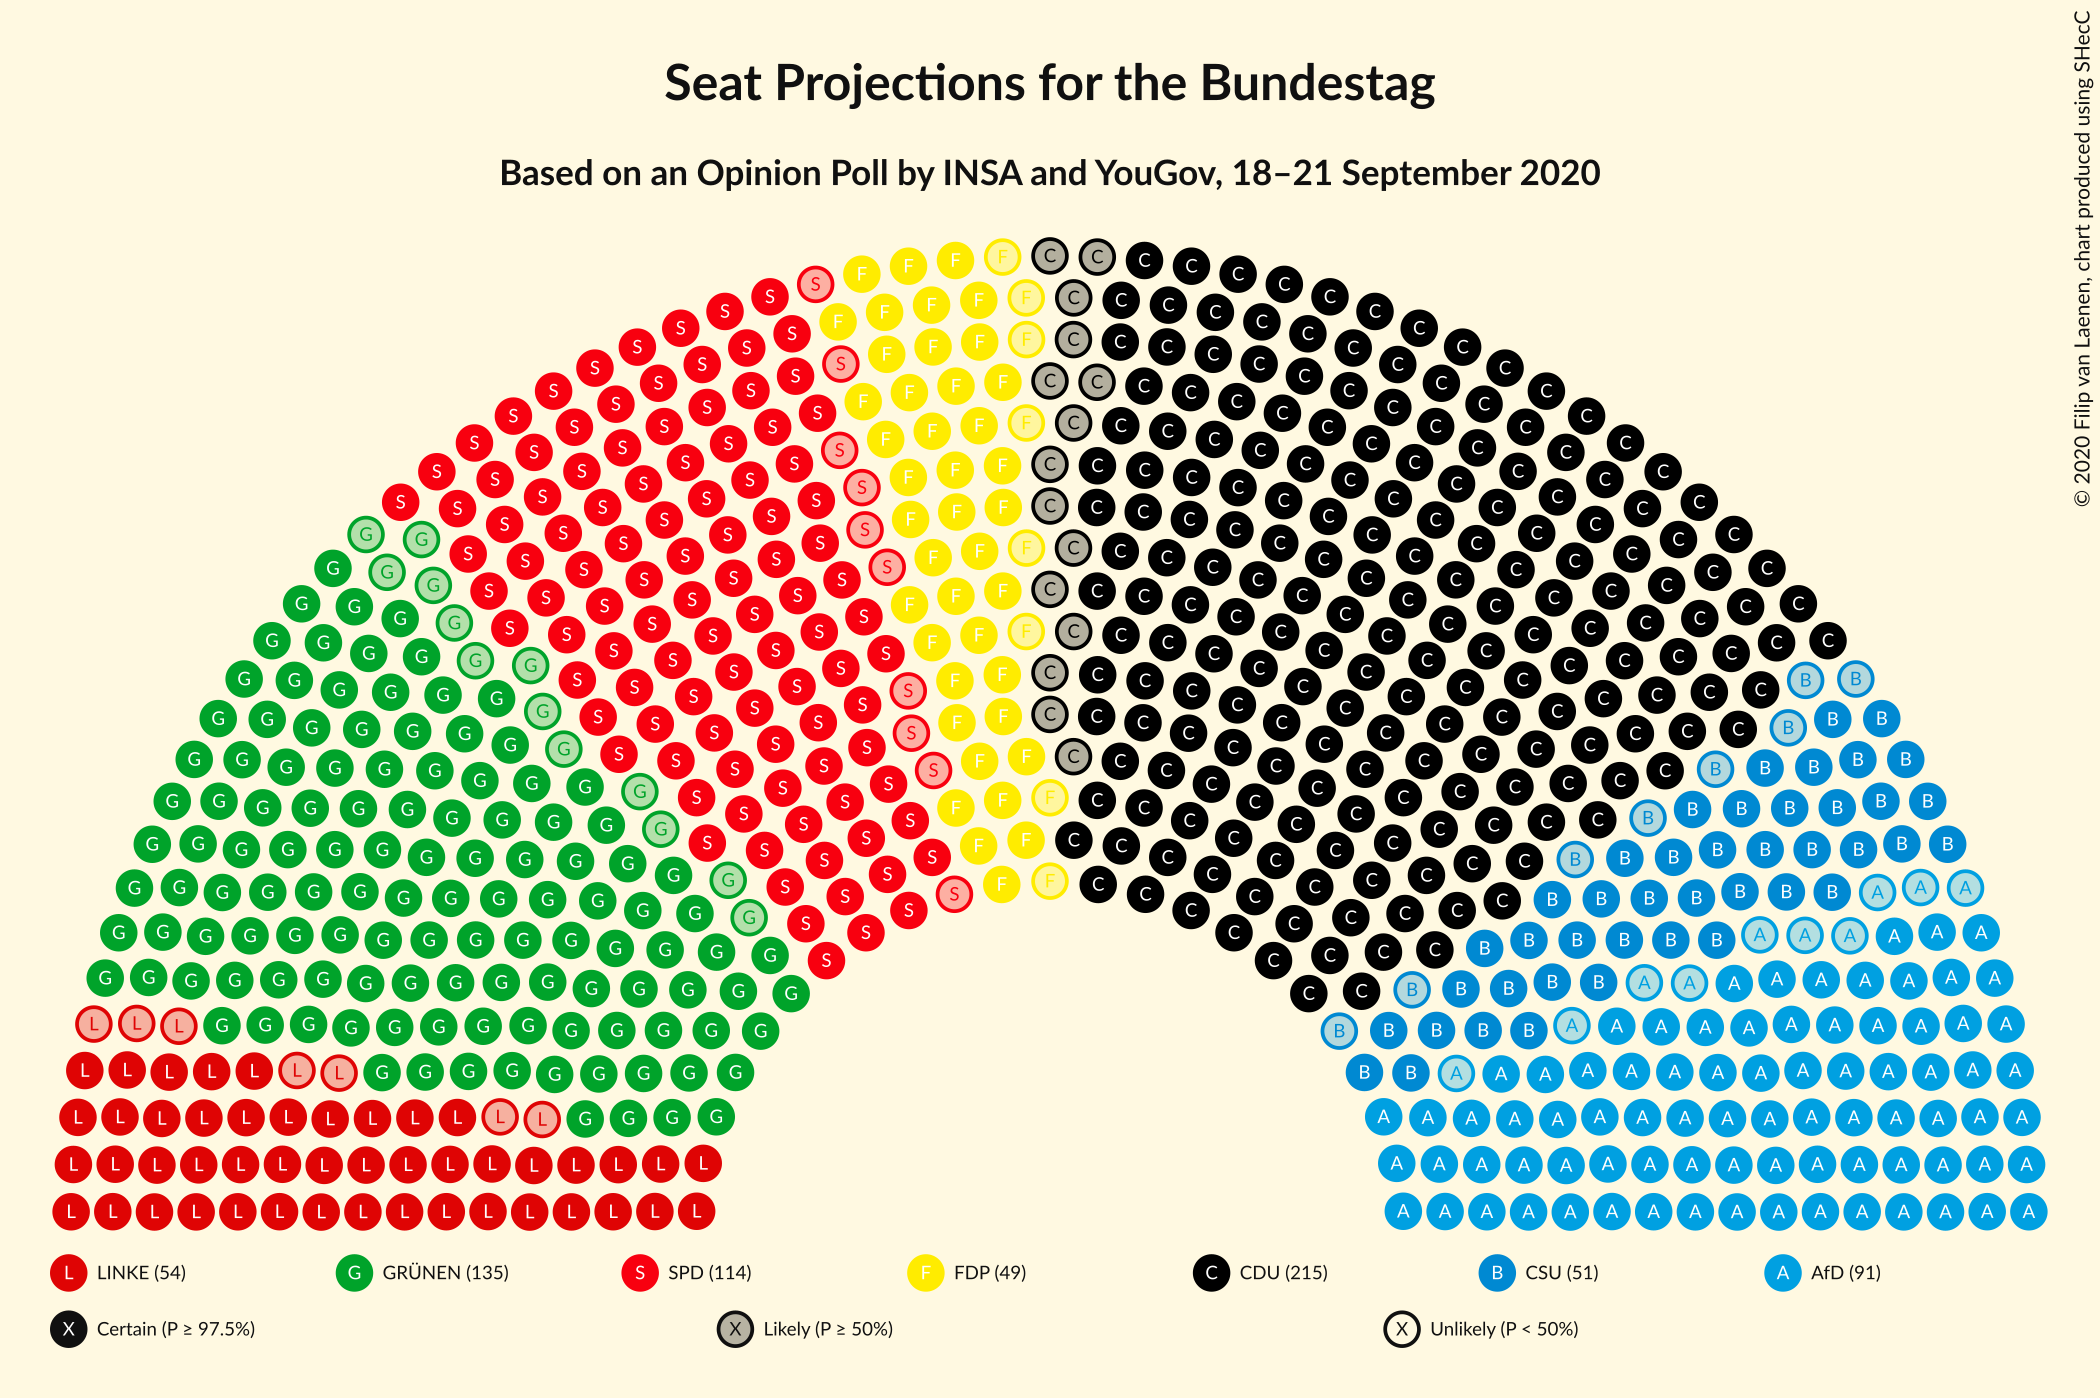 Seat Projections for the Bundestag
Based on an Opinion Poll by INSA and YouGov, 18–21 September 2020
© 2020 Filip van Laenen, chart produced using SHecC
L LINKE (54) G GRÜNEN (135) S SPD (114) F FDP (49) C CDU (215) B CSU (51) A AfD (91)
X Certain (P ≥ 97.5%) X Likely (P ≥ 50%) X Unlikely (P < 50%)